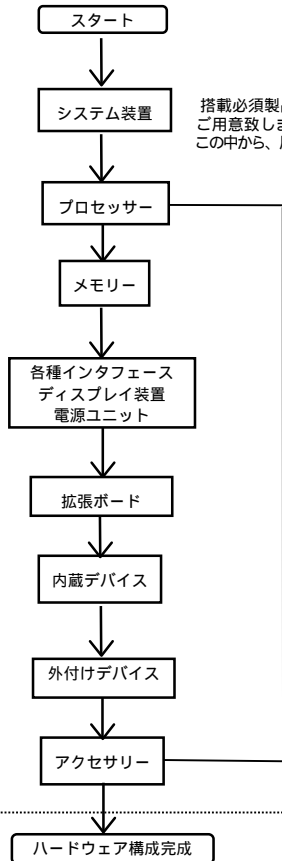 スタート
システム装置
搭載必須製
ご用意致しま
この中から、
プロセッサー
メモリー
各種インタフェース
ディスプレイ装置
電源ユニット
拡張ボード
内蔵デバイス
外付けデバイス
アクセサリー
ハードウェア構成完成